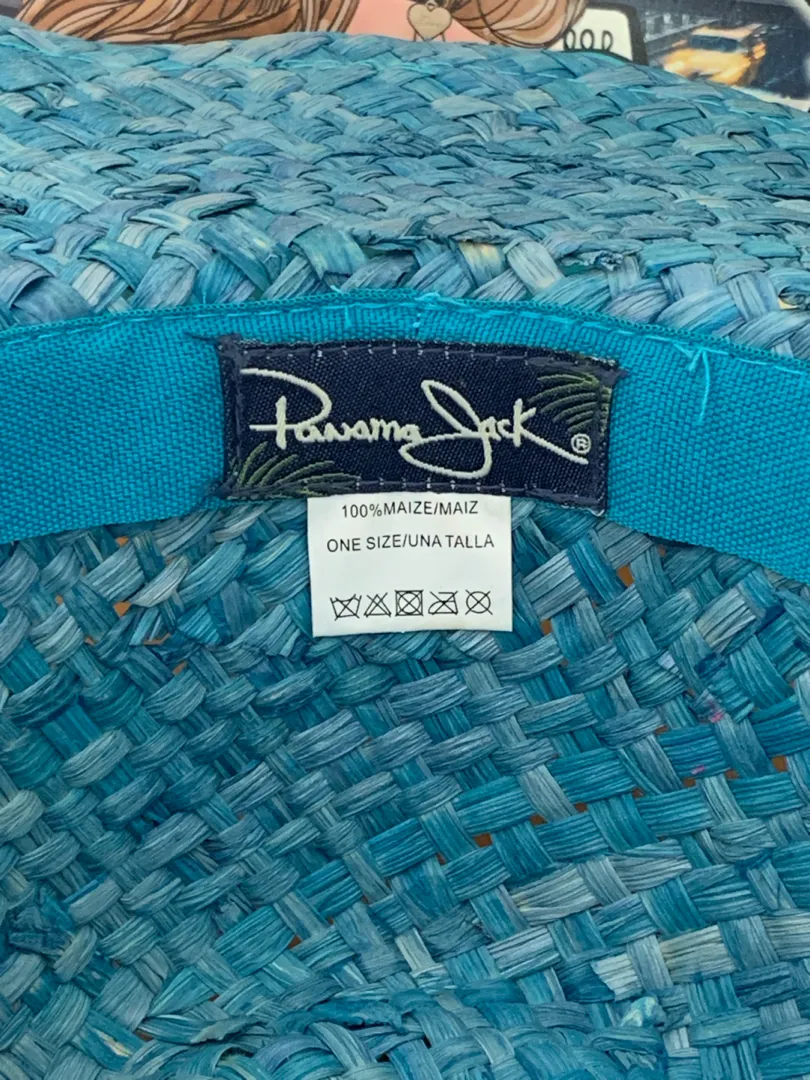 Panama Jack ®
100%MAIZE/MAIZ
ONE SIZE/UNA TALLA